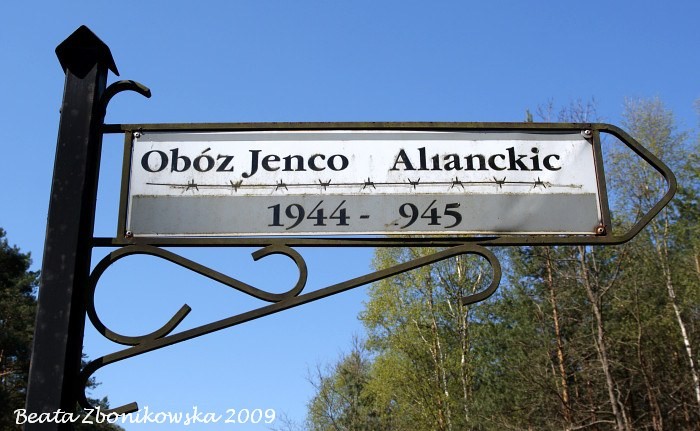 Obóz Jenco Alıanckic
1944 - 945
Beata Zbonikowska 2009